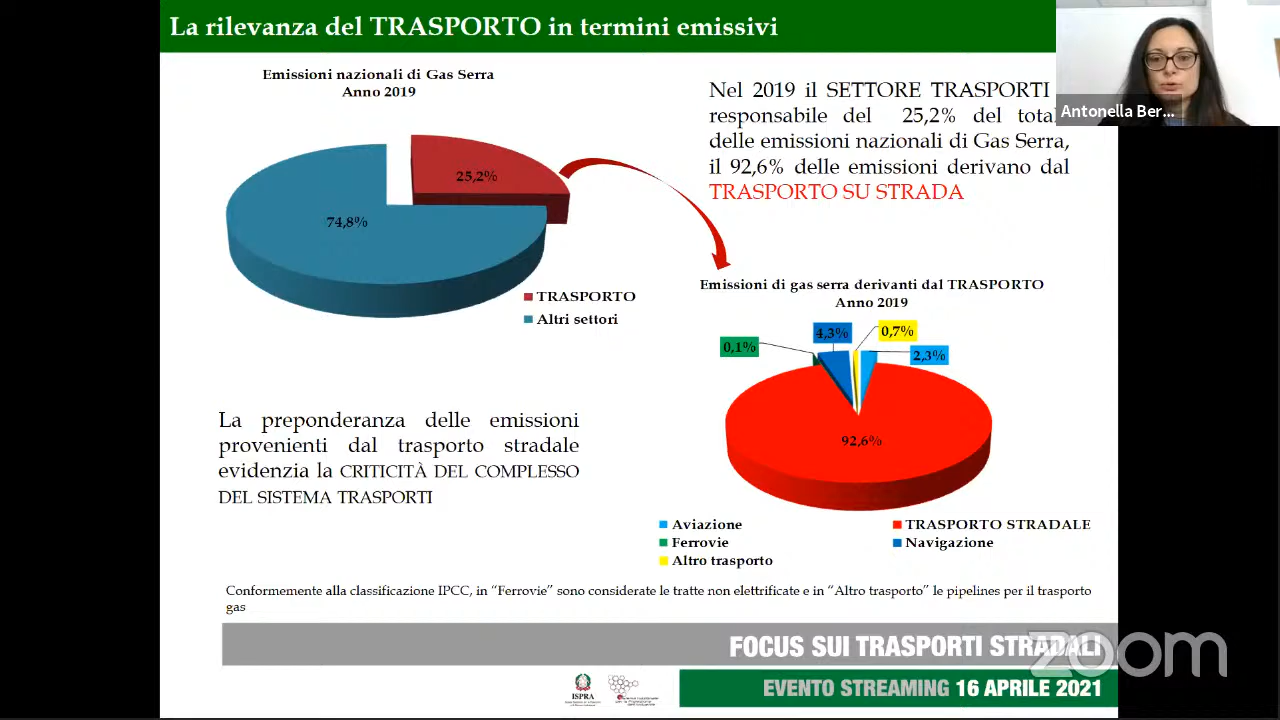 La rilevanza del TRASPORTO in termini emissivi
Antonella Ber...
Emissioni nazionali di Gas Serra
Anno 2019
25,2%
74,8%
TRASPORTO
Altri settori
Nel 2019 il SETTORE TRASPORTI
responsabile del 25,2% del
delle emissioni nazionali di Gas Serra,
il 92,6% delle emissioni derivano dal
TRASPORTO SU STRADA
Emissioni di gas serra derivanti dal TRASPORTO
Anno 2019
0,1%
4,3%
0,7%
2,3%
92,6%
Aviazione
TRASPORTO STRADALE
Ferrovie
Navigazione
Altro trasporto
La preponderanza delle emissioni
provenienti dal trasporto stradale
evidenzia la CRITICITÀ DEL COMPLESSO
DEL SISTEMA TRASPORTI
Conformemente alla classificazione IPCC, in “Ferrovie” sono considerate le tratte non elettrificate e in “Altro trasporto” le pipelines per il trasporto
gas
FOCUS SUI TRASPORTI STRADALI
zoom
ISPRA
EVENTO STREAMING 16 APRILE 2021